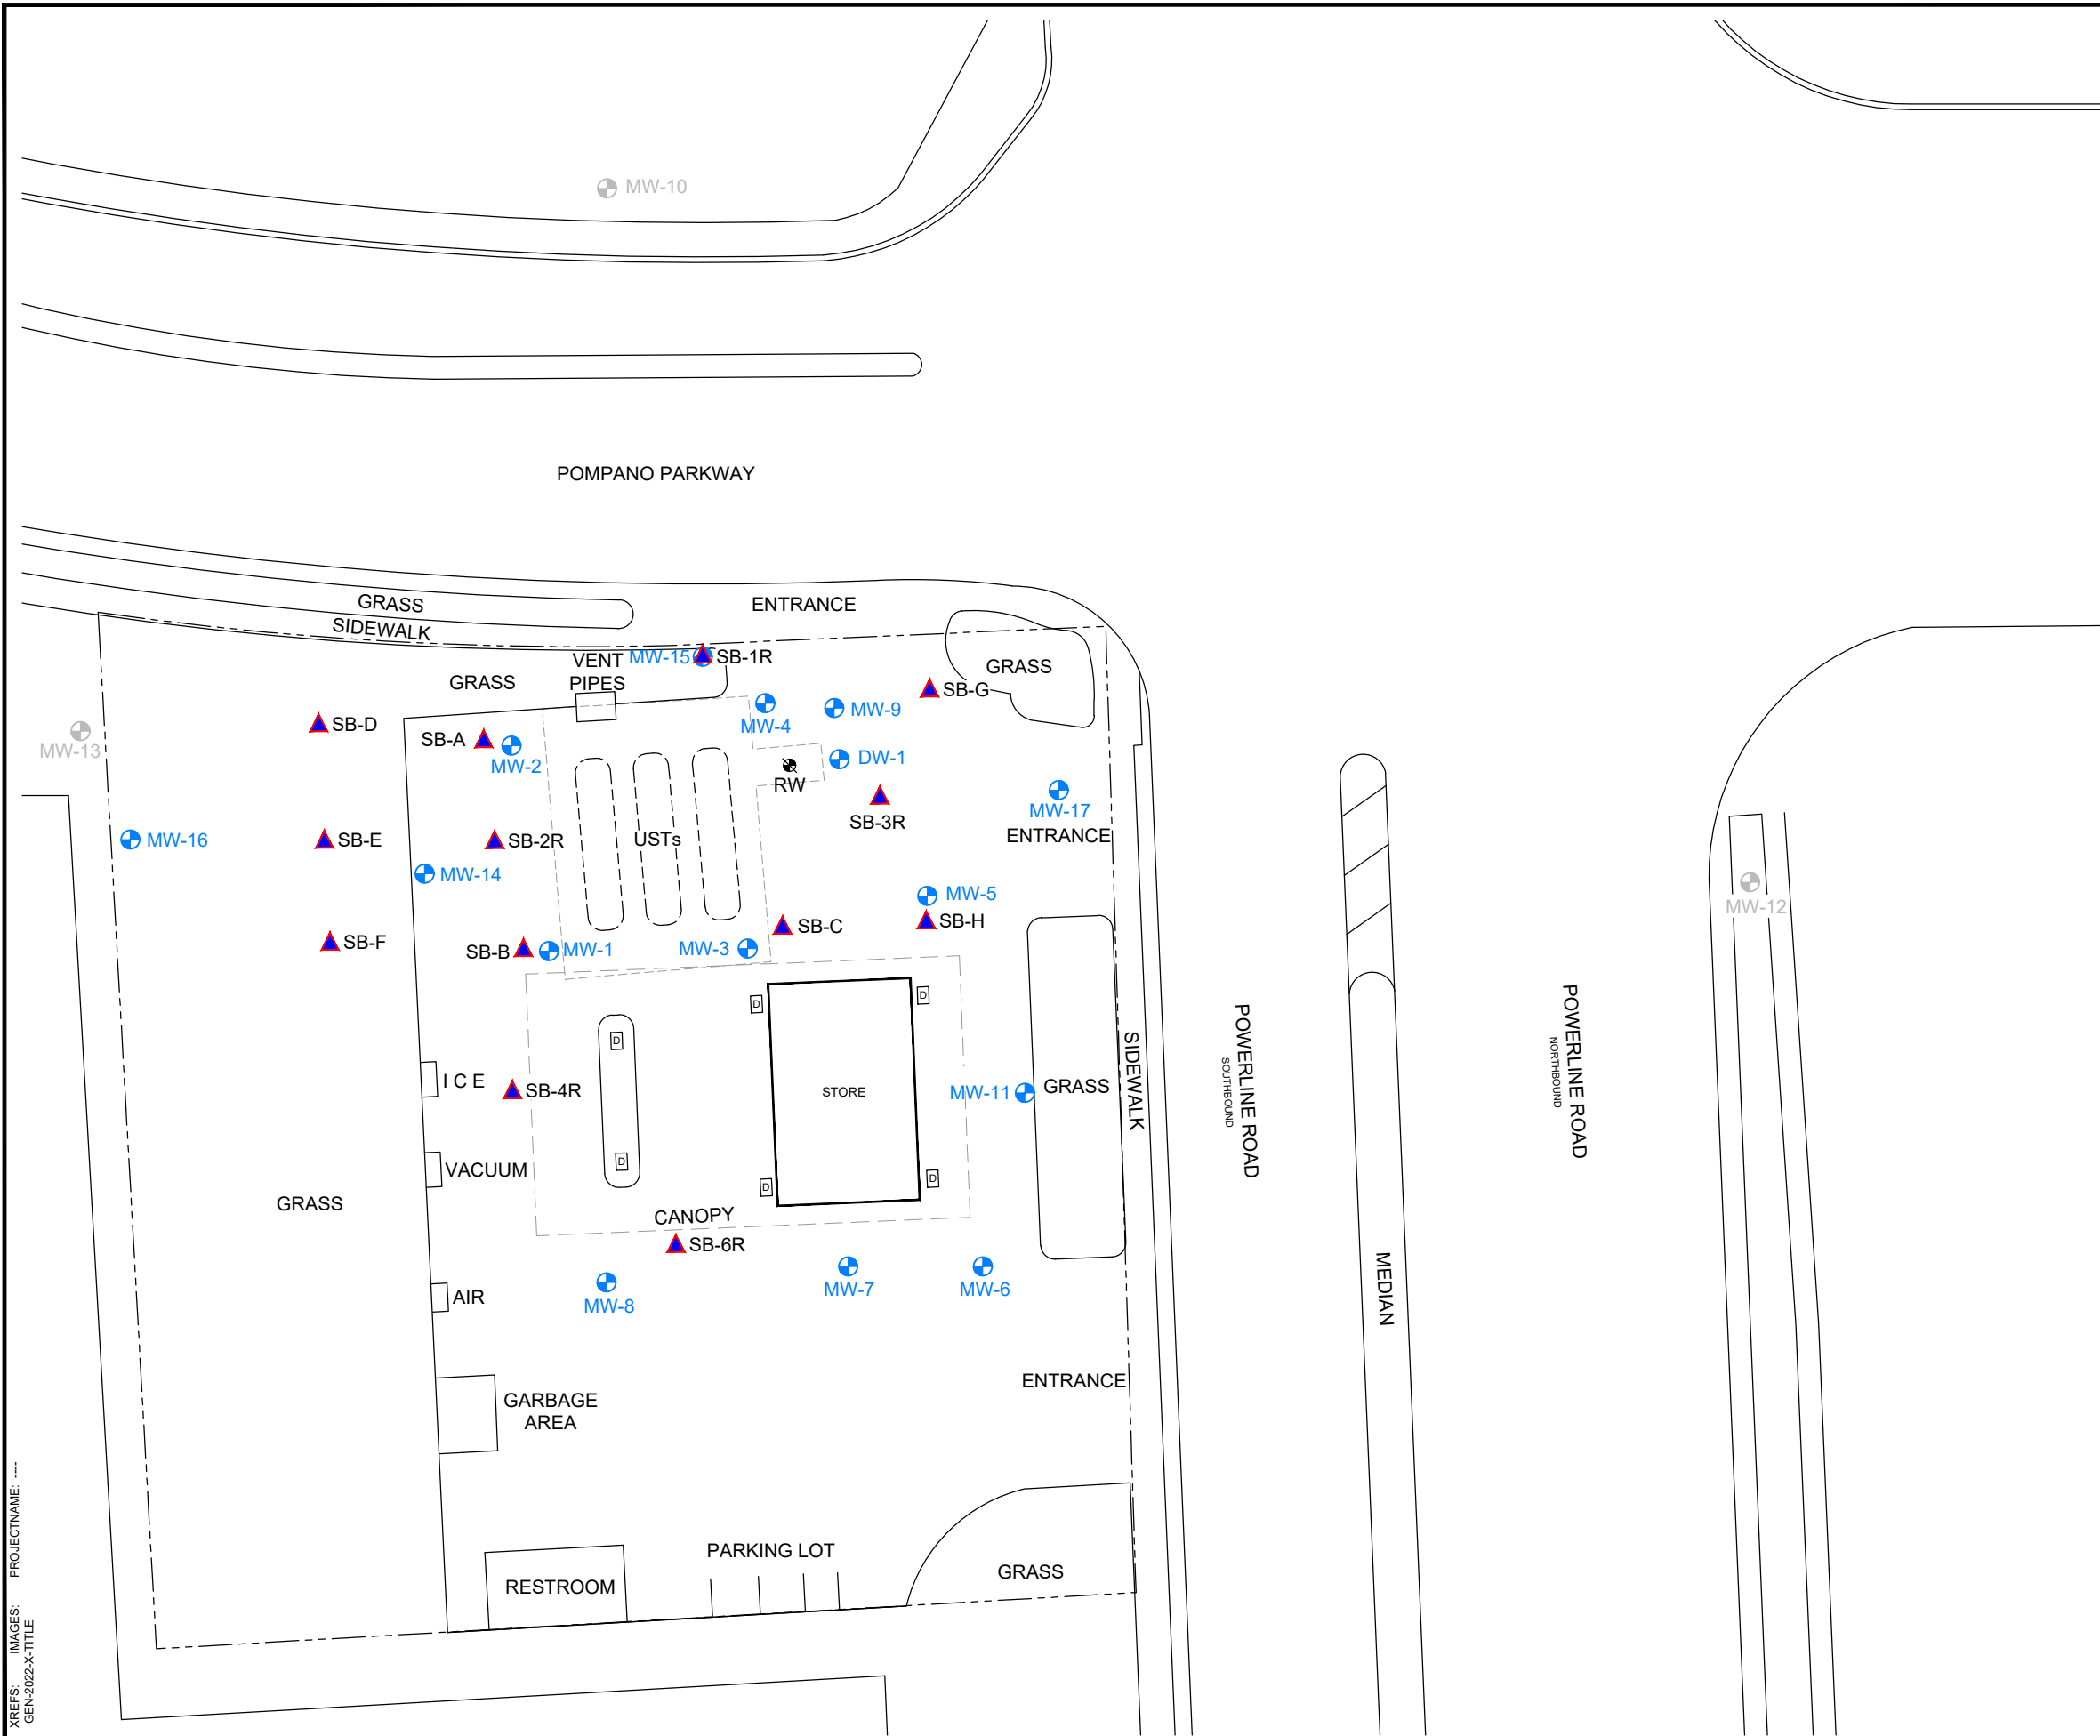 MW-10
POMPANO PARKWAY
GRASS
SIDEWALK
ENTRANCE
VENT
PIPES
MW-15
SB-1R
GRASS
GRASS
SB-G
SB-D
SB-A
MW-2
MW-4
MW-9
MW-13
DW-1
RW
MW-17
ENTRANCE
SB-3R
MW-16
SB-E
SB-2R
USTs
MW-14
MW-5
MW-12
SB-F
SB-B
MW-1
MW-3
SB-C
SB-H
D
D
D
D
D
D
I C E
SB-4R
STORE
MW-11
GRASS
SIDEWALK
POWERLINE ROAD
SOUTHBOUND
POWERLINE ROAD
NORTHBOUND
VACUUM
GRASS
CANOPY
SB-6R
MW-8
MW-7
MW-6
MEDIAN
AIR
GARBAGE
AREA
ENTRANCE
PARKING LOT
RESTROOM
GRASS
XREFS: IMAGES: PROJECTNAME: ----
GEN-2022-X-TITLE